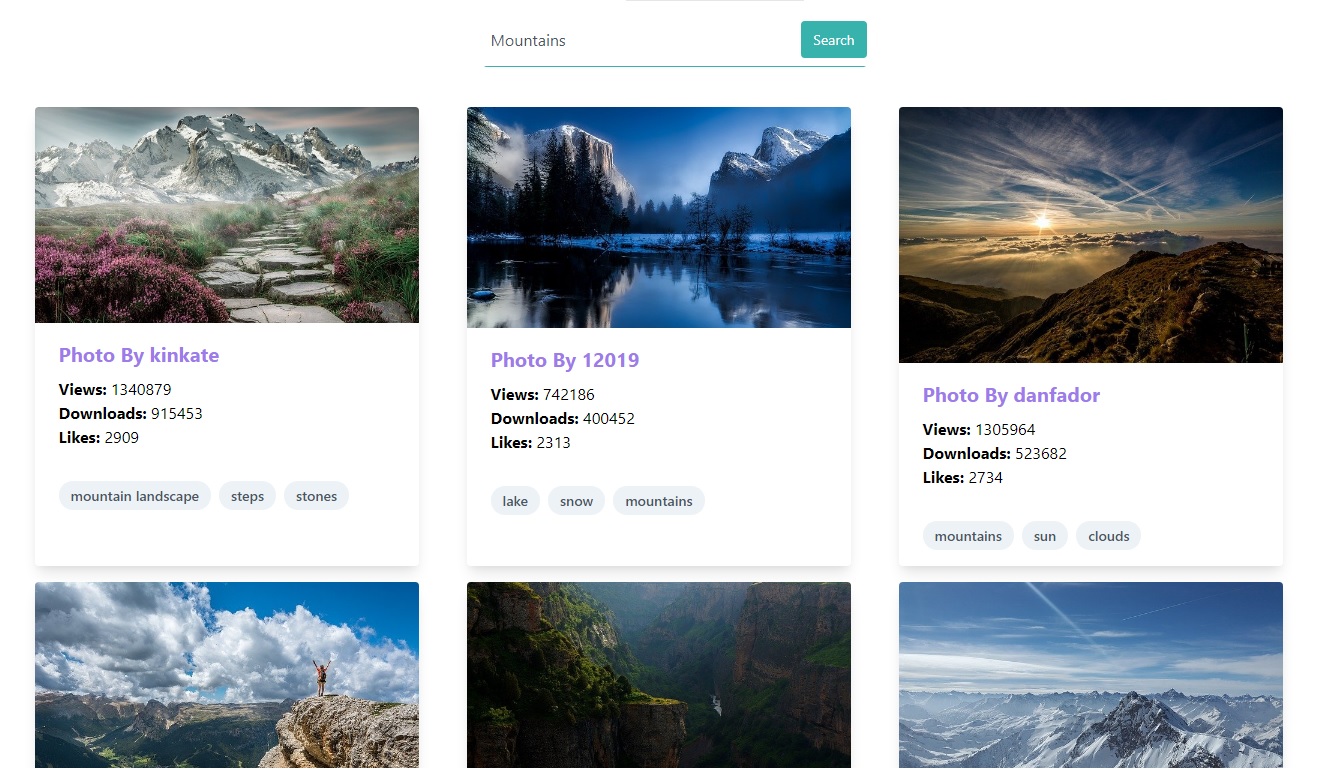 Mountains
Search
Photo By kinkate
Views: 1340879
Downloads: 915453
Likes: 2909
mountain landscape steps stones
Photo By 12019
Views: 742186
Downloads: 400452
Likes: 2313
lake snow mountains
Photo By danfador
Views: 1305964
Downloads: 523682
Likes: 2734
mountains sun clouds